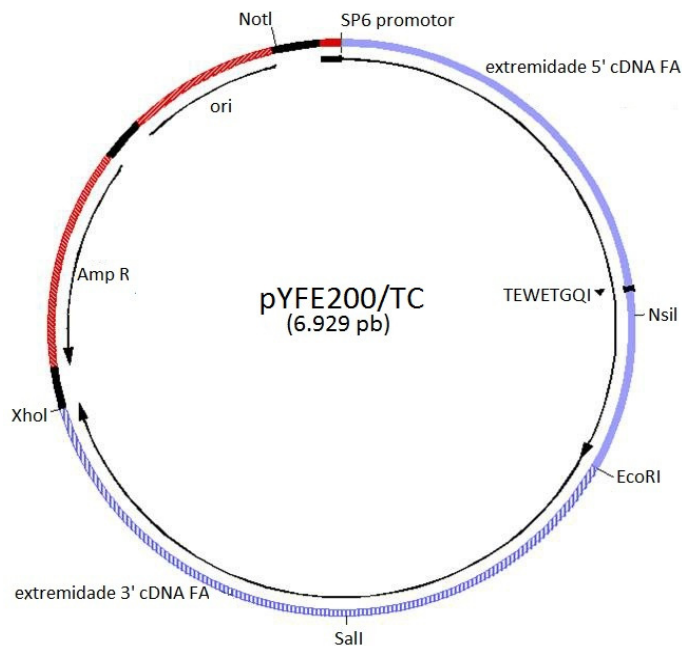 NotI
SP6 promotor
extremidade 5' cDNA FA
ori
Amp R
TEWETGQI
pYFE200/TC
(6.929 pb)
NsiI
XhoI
EcoRI
extremidade 3' cDNA FA
SalI